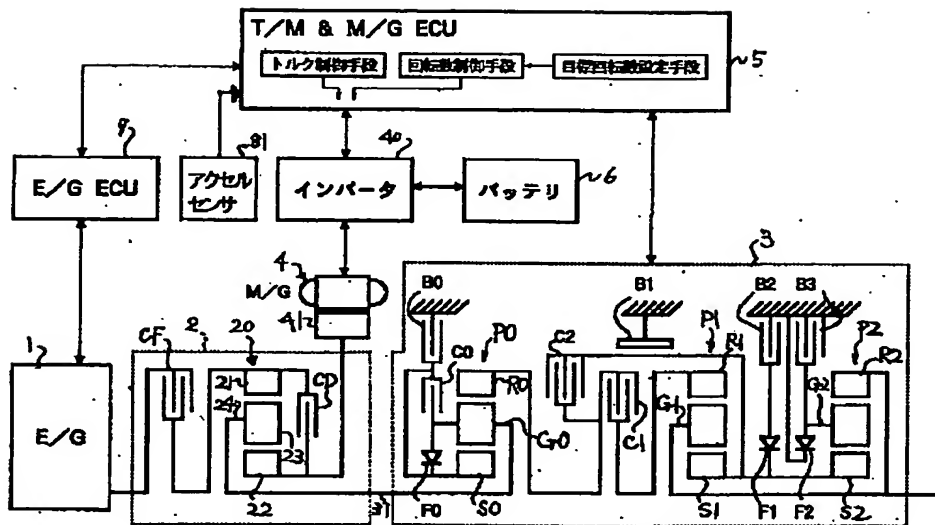 T/M & M/G ECU
トルク制御手段 回転数制御手段 目標回転数設定手段
5
9
E/G ECU
81
アクセル
センサ
40
インバータ
バッテリ
6
3
4
M/G
41
B0
B1
B2
B3
1
E/G
CF
2
20
21
24
CD
23
22
31
P0
C0
R0
G0
F0
S0
C2
C1
P1
R1
G1
S1
F1
F2
G2
P2
R2
S2